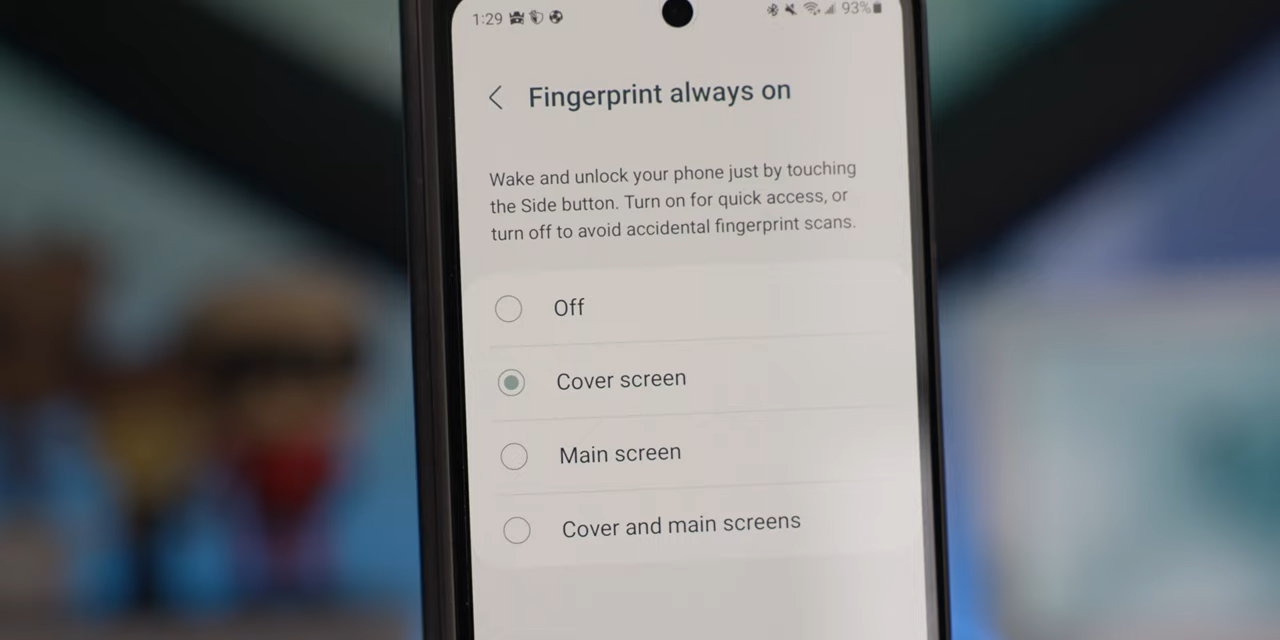 1:29 93%
Fingerprint always on
Wake and unlock your phone just by touching
the Side button. Turn on for quick access, or
turn off to avoid accidental fingerprint scans.
Off
Cover screen
Main screen
Cover and main screens